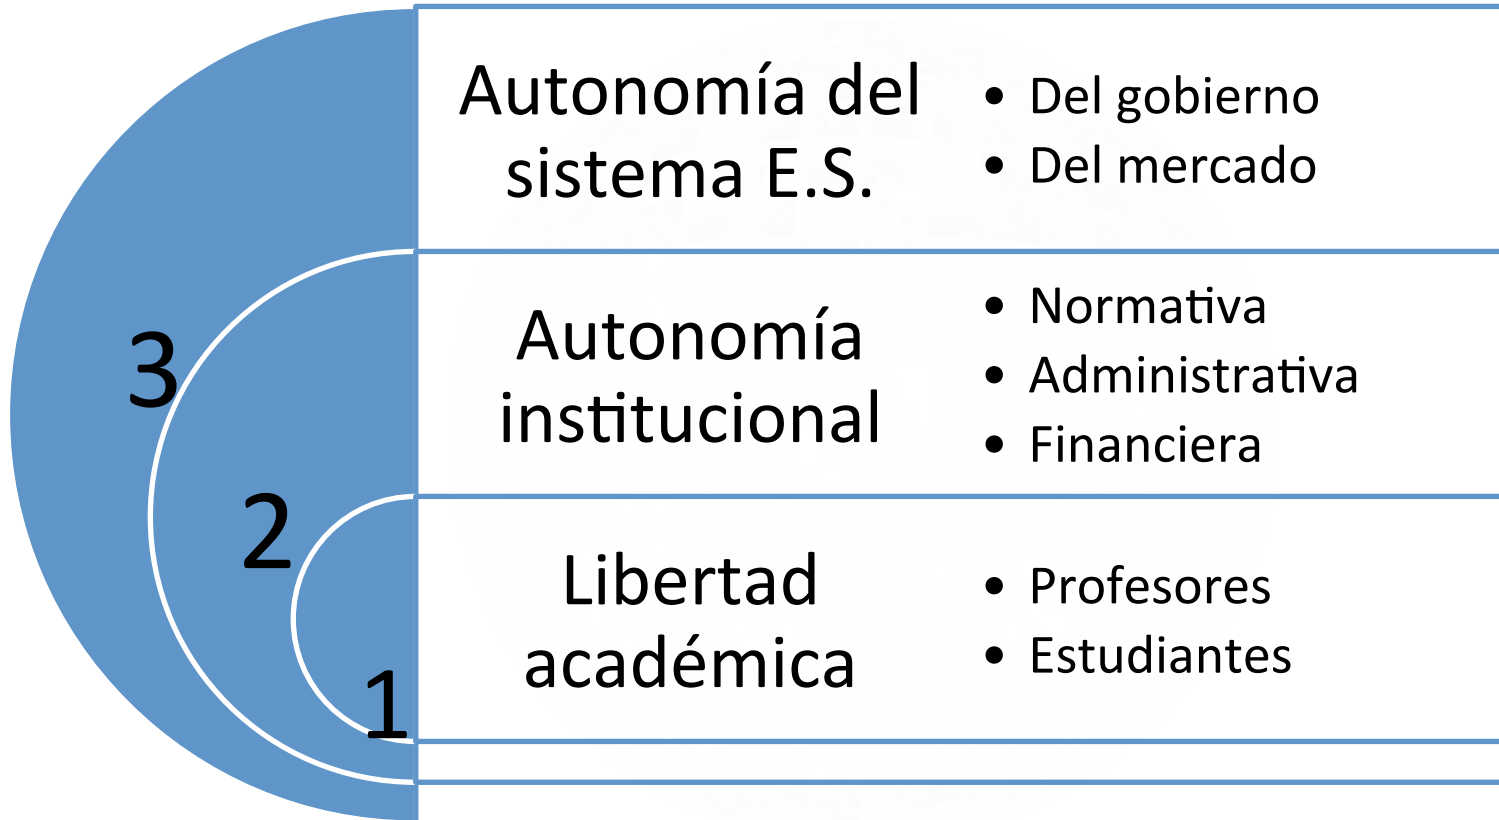 Autonomía del
sistema E.S.
• Del gobierno
• Del mercado
3
Autonomía
institucional
• Normativa
• Administrativa
• Financiera
2
Libertad
académica
• Profesores
• Estudiantes
1